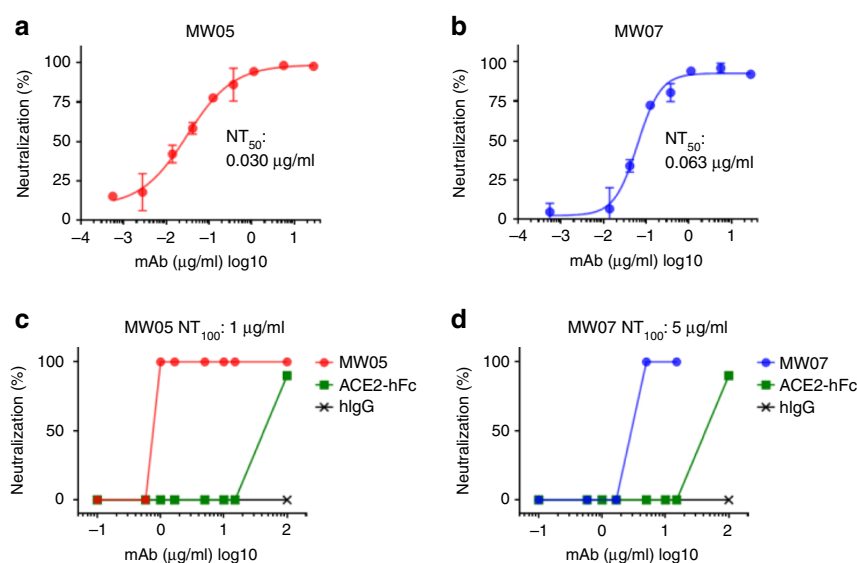 a
MW05
Neutralization (%)
100
75
50
25
0
NT50:
0.030 µg/ml
–4 –3 –2 –1 0 1
mAb (µg/ml) log10
b
MW07
Neutralization (%)
100
75
50
25
0
NT50:
0.063 µg/ml
–4 –3 –2 –1 0 1
mAb (µg/ml) log10
c
MW05 NT100: 1 µg/ml
Neutralization (%)
100
50
0
MW05
ACE2-hFc
hIgG
–1 0 1 2
mAb (µg/ml) log10
d
MW07 NT100: 5 µg/ml
Neutralization (%)
100
50
0
MW07
ACE2-hFc
hIgG
–1 0 1 2
mAb (µg/ml) log10